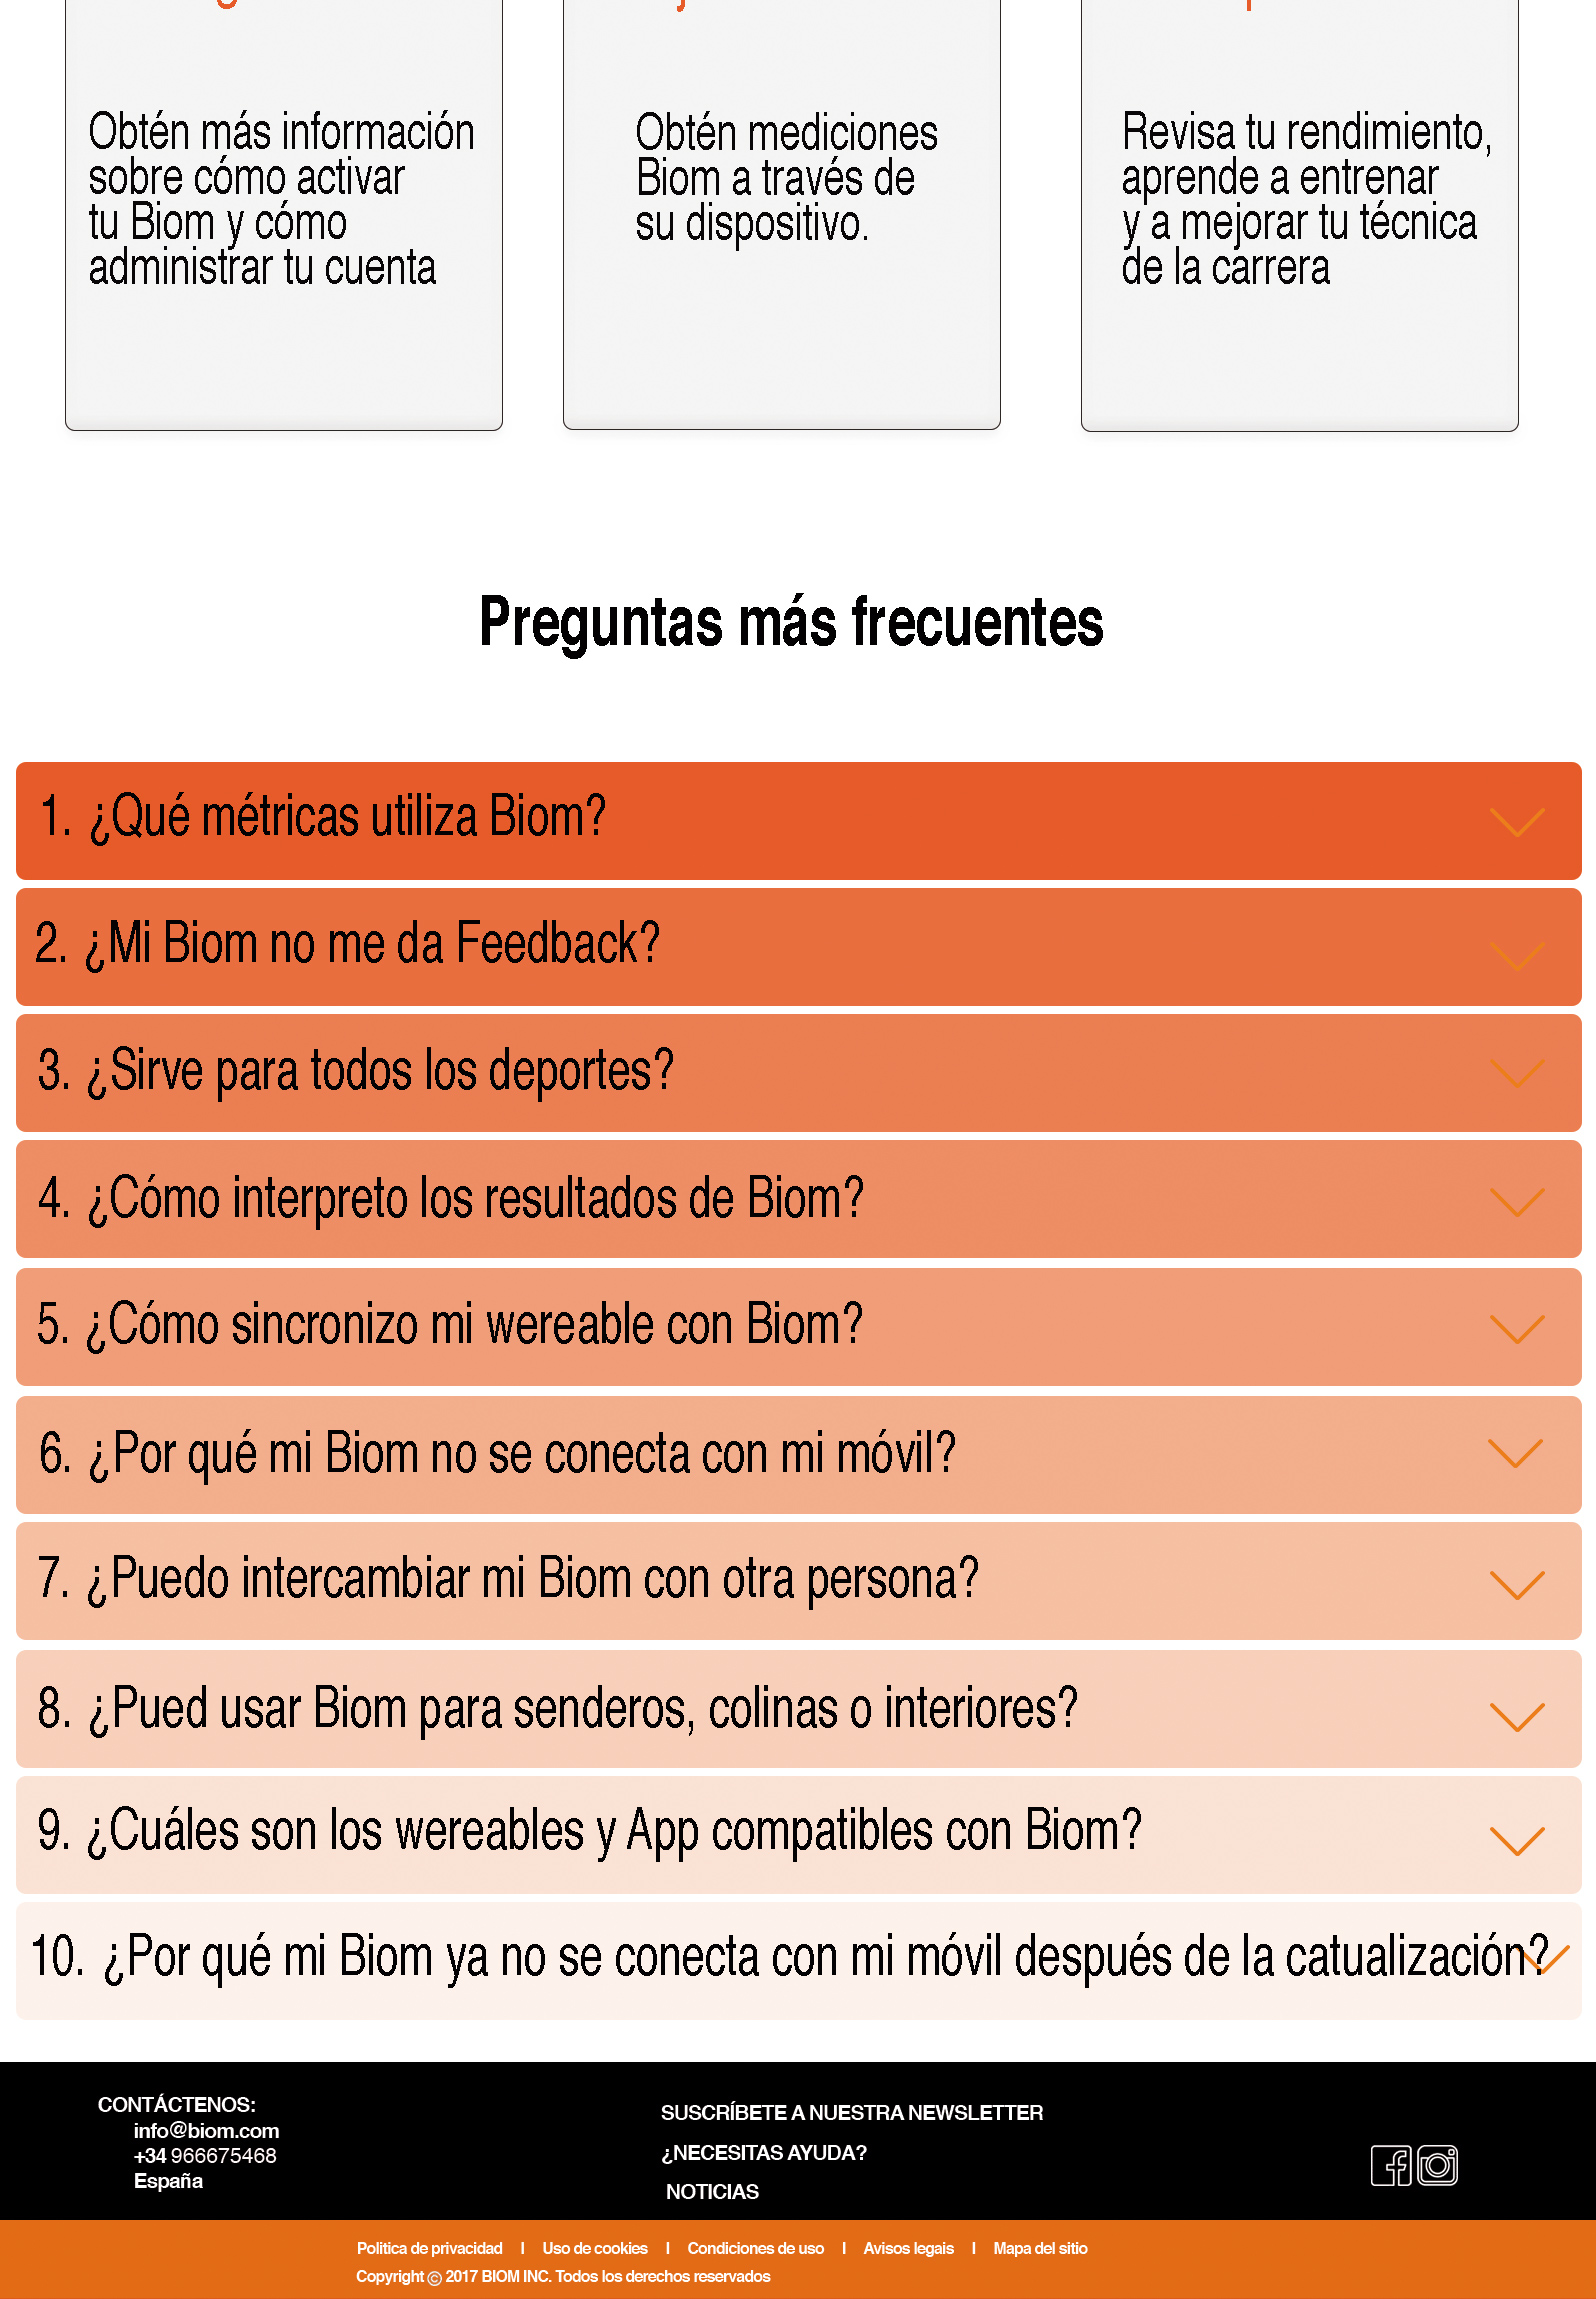 Obtén más información
sobre cómo activar
tu Biom y cómo
administrar tu cuenta
Obtén mediciones
Biom a través de
su dispositivo.
Revisa tu rendimiento,
aprende a entrenar
y a mejorar tu técnica
de la carrera
Preguntas más frecuentes
1. ¿Qué métricas utiliza Biom?
2. ¿Mi Biom no me da Feedback?
3. ¿Sirve para todos los deportes?
4. ¿Cómo interpreto los resultados de Biom?
5. ¿Cómo sincronizo mi wereable con Biom?
6. ¿Por qué mi Biom no se conecta con mi móvil?
7. ¿Puedo intercambiar mi Biom con otra persona?
8. ¿Pued usar Biom para senderos, colinas o interiores?
9. ¿Cuáles son los wereables y App compatibles con Biom?
10. ¿Por qué mi Biom ya no se conecta con mi móvil después de la catualización?
CONTÁCTENOS:
info@biom.com
+34 966675468
España
SUSCRÍBETE A NUESTRA NEWSLETTER
¿NECESITAS AYUDA?
NOTICIAS
Politica de privacidad I Uso de cookies I Condiciones de uso I Avisos legais I Mapa del sitio
Copyright © 2017 BIOM INC. Todos los derechos reservados